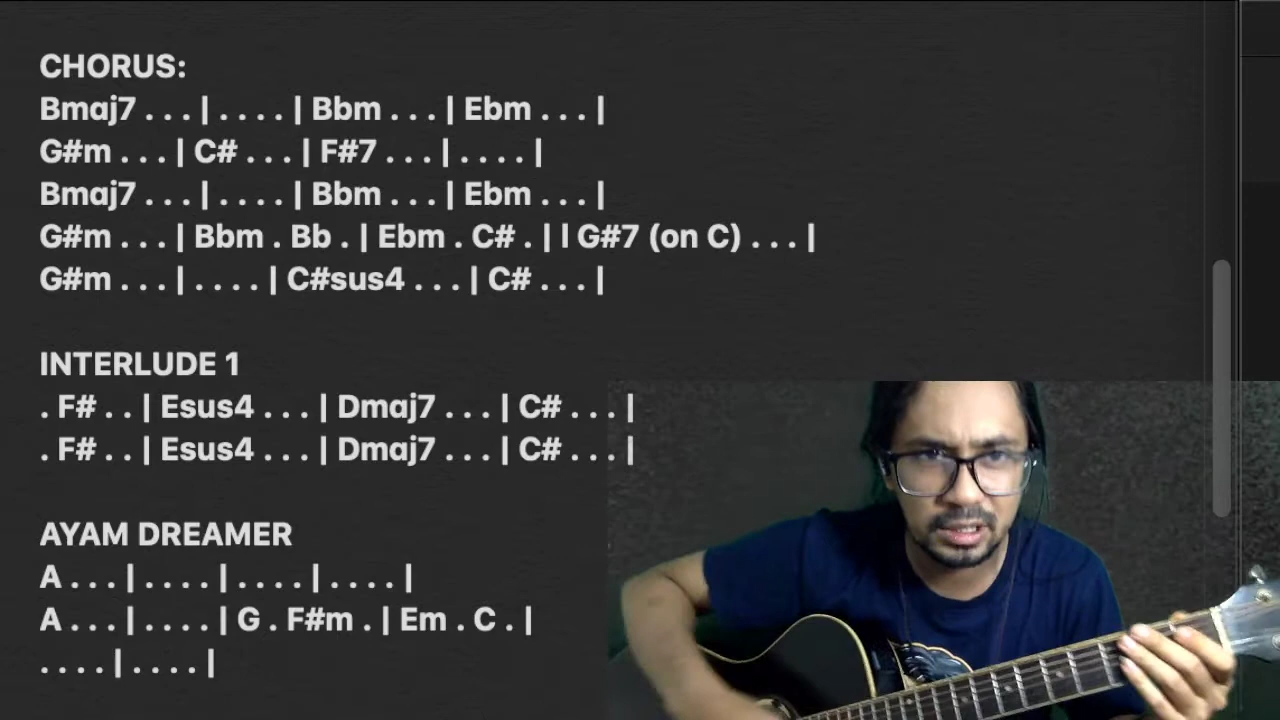 CHORUS:
Bmaj7 . . . | . . . . | Bbm . . . | Ebm . . . |
G#m . . . | C# . . . | F#7 . . . | . . . . |
Bmaj7 . . . | . . . . | Bbm . . . | Ebm . . . |
G#m . . . | Bbm . Bb . | Ebm . C# . | l G#7 (on C) . . . |
G#m . . . | . . . . | C#sus4 . . . | C# . . . |
INTERLUDE 1
. F# . . | Esus4 . . . | Dmaj7 . . . | C# . . . |
. F# . . | Esus4 . . . | Dmaj7 . . . | C# . . . |
AYAM DREAMER
A . . . | . . . . | . . . . | . . . . |
A . . . | . . . . | G . F#m . | Em . C . |
. . . . | . . . . |